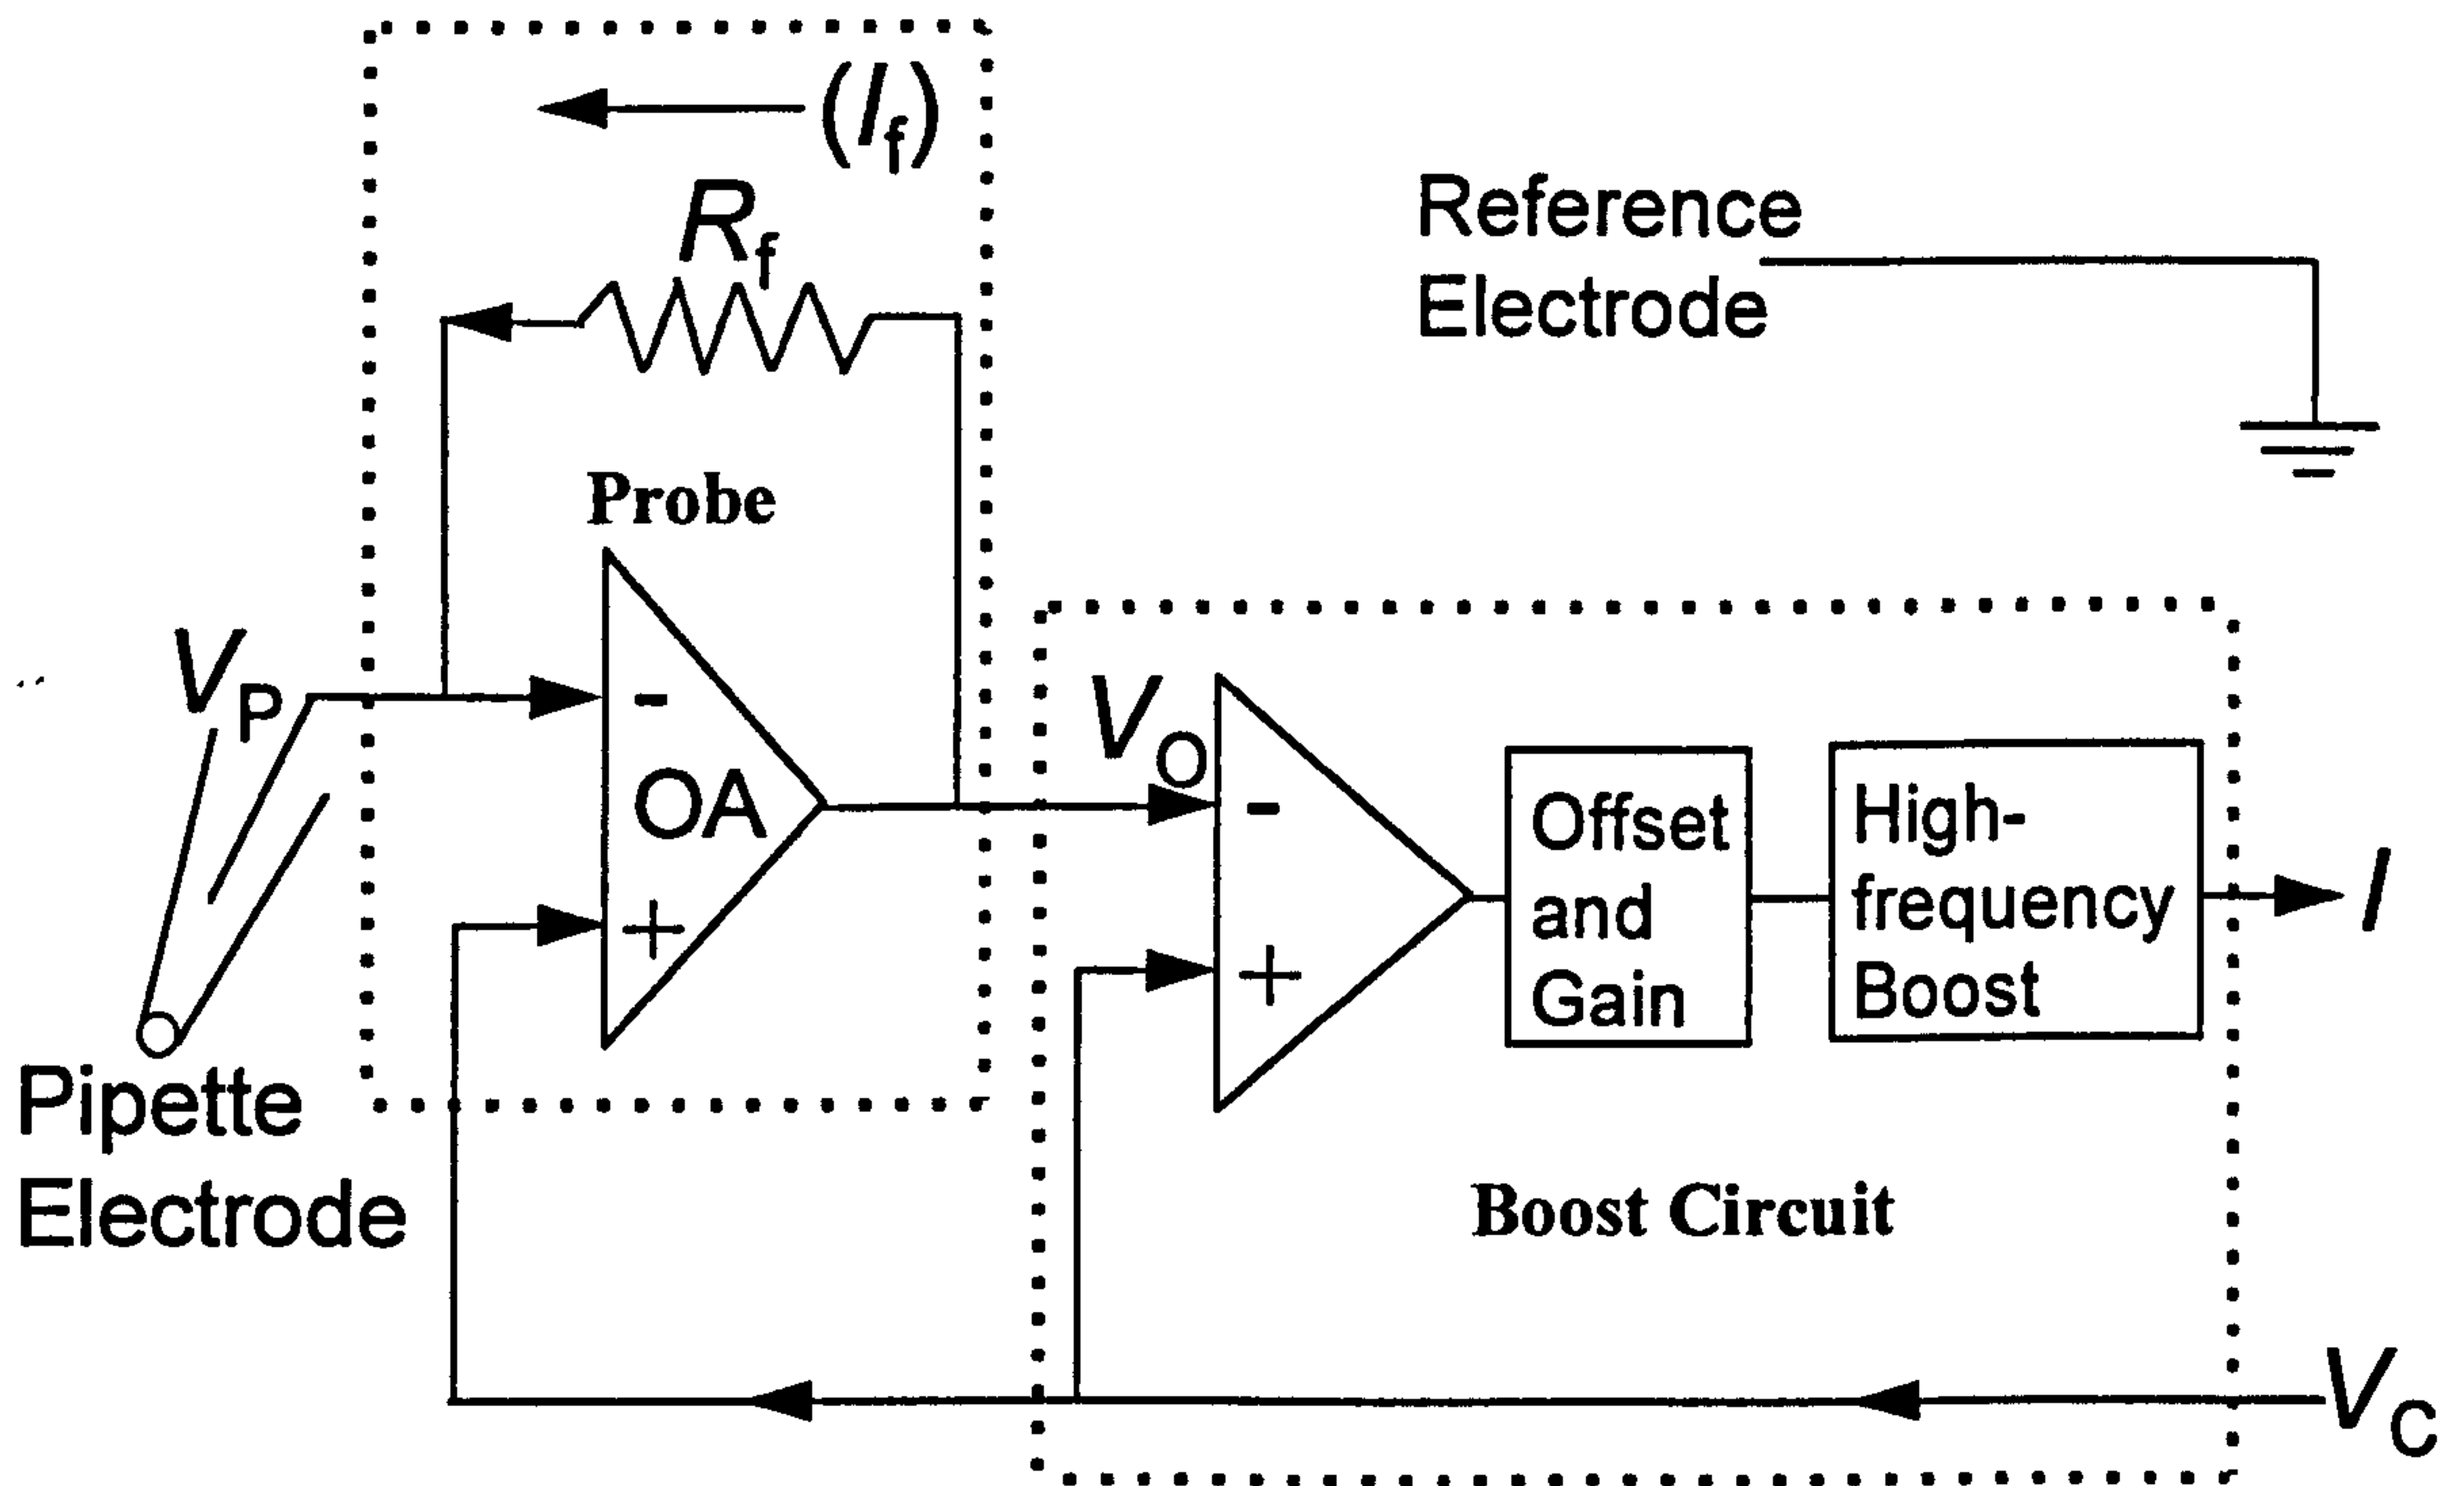 (If)
Rf
Reference
Electrode
Probe
VP
-
OA
+
VO
-
+
Offset
and
Gain
High-
frequency
Boost
I
Pipette
Electrode
Boost Circuit
VC